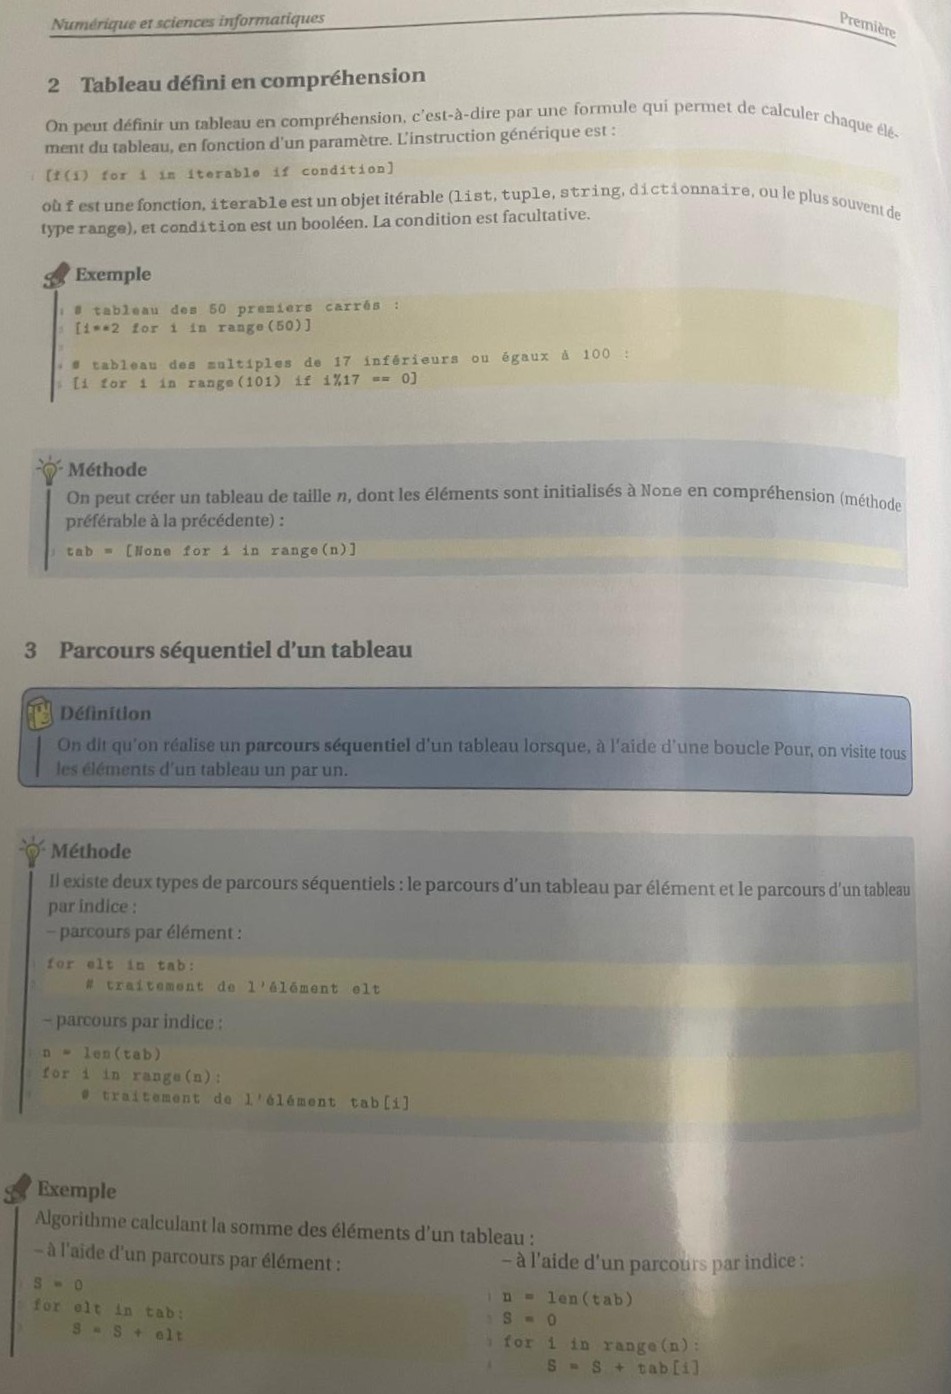 Numérique et sciences informatiques
Première
2 Tableau défini en compréhension
On peut définir un tableau en compréhension, c'est-à-dire par une formule qui permet de calculer chaque élé-
ment du tableau, en fonction d'un paramètre. L'instruction générique est :
[f(i) for i in iterable if condition]
où f est une fonction, iterable est un objet itérable (list, tuple, string, dictionnaire, ou le plus souvent de
type range), et condition est un booléen. La condition est facultative.
Exemple
# tableau des 50 premiers carrés :
[i**2 for i in range(50)]
# tableau des multiples de 17 inférieurs ou égaux à 100 :
[i for i in range(101) if i%17 == 0]
Méthode
On peut créer un tableau de taille n, dont les éléments sont initialisés à None en compréhension (méthode
préférable à la précédente) :
tab = [None for i in range(n)]
3 Parcours séquentiel d'un tableau
Définition
On dit qu'on réalise un parcours séquentiel d'un tableau lorsque, à l'aide d'une boucle Pour, on visite tous
les éléments d'un tableau un par un.
Méthode
Il existe deux types de parcours séquentiels : le parcours d'un tableau par élément et le parcours d'un tableau
par indice :
– parcours par élément :
for elt in tab:
# traitement de l'élément elt
– parcours par indice :
n = len(tab)
for i in range(n):
# traitement de l'élément tab[i]
Exemple
Algorithme calculant la somme des éléments d'un tableau :
– à l'aide d'un parcours par élément :
S = 0
for elt in tab:
S = S + elt
– à l'aide d'un parcours par indice :
n = len(tab)
S = 0
for i in range(n):
S = S + tab[i]